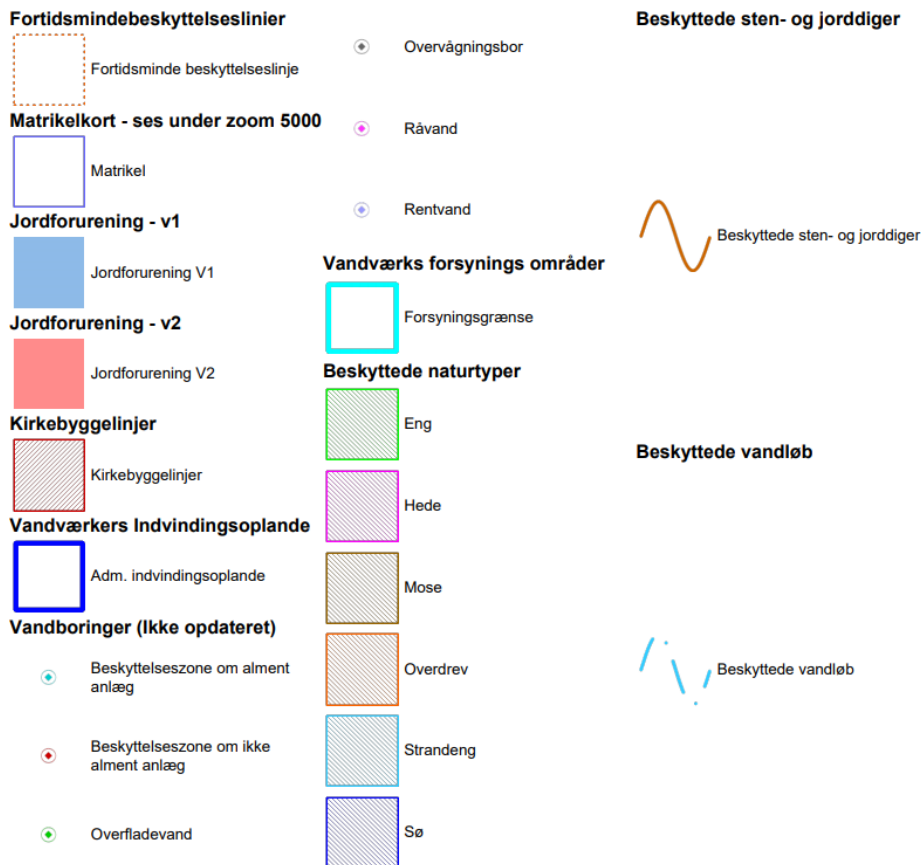 Fortidsmindebeskyttelseslinier
Fortidsminde beskyttelseslinje
Matrikelkort - ses under zoom 5000
Matrikel
Jordforurening - v1
Jordforurening V1
Jordforurening - v2
Jordforurening V2
Kirkebyggelinjer
Kirkebyggelinjer
Vandværkers Indvindingsoplande
Adm. indvindingsoplande
Vandboringer (Ikke opdateret)
Beskyttelseszone om alment
anlæg
Beskyttelseszone om ikke
alment anlæg
Overfladevand
Overvågningsbor
Råvand
Rentvand
Vandværks forsynings områder
Forsyningsgrænse
Beskyttede naturtyper
Eng
Hede
Mose
Overdrev
Strandeng
Sø
Beskyttede sten- og jorddiger
Beskyttede sten- og jorddiger
Beskyttede vandløb
Beskyttede vandløb